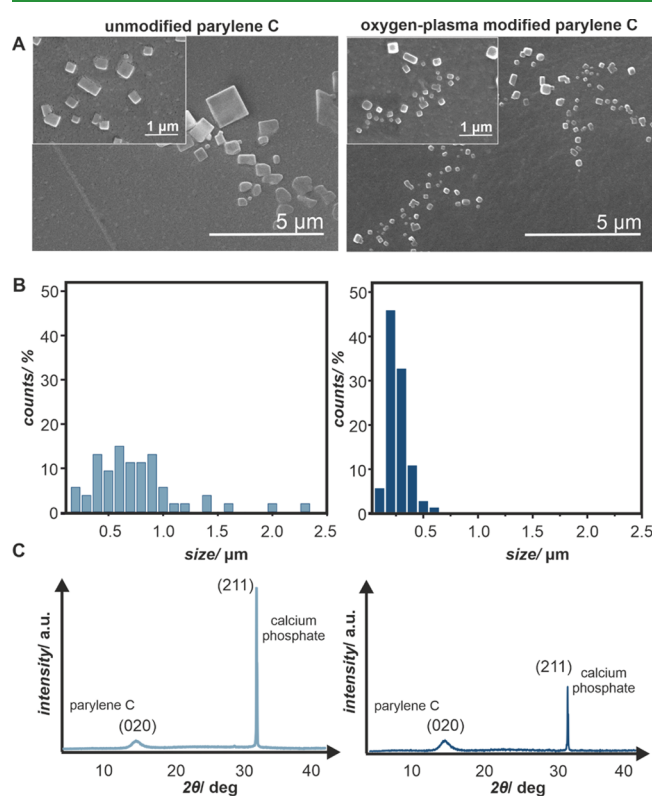 unmodified parylene C
oxygen-plasma modified parylene C
A
1 µm
5 µm
1 µm
5 µm
B
50
40
30
20
10
0
counts/ %
0.5
1.0
1.5
2.0
2.5
size/ µm
50
40
30
20
10
0
counts/ %
0.5
1.0
1.5
2.0
2.5
size/ µm
C
intensity/ a.u.
(211)
calcium
phosphate
parylene C
(020)
10
20
30
40
2θ/ deg
intensity/ a.u.
(211)
calcium
phosphate
parylene C
(020)
10
20
30
40
2θ/ deg